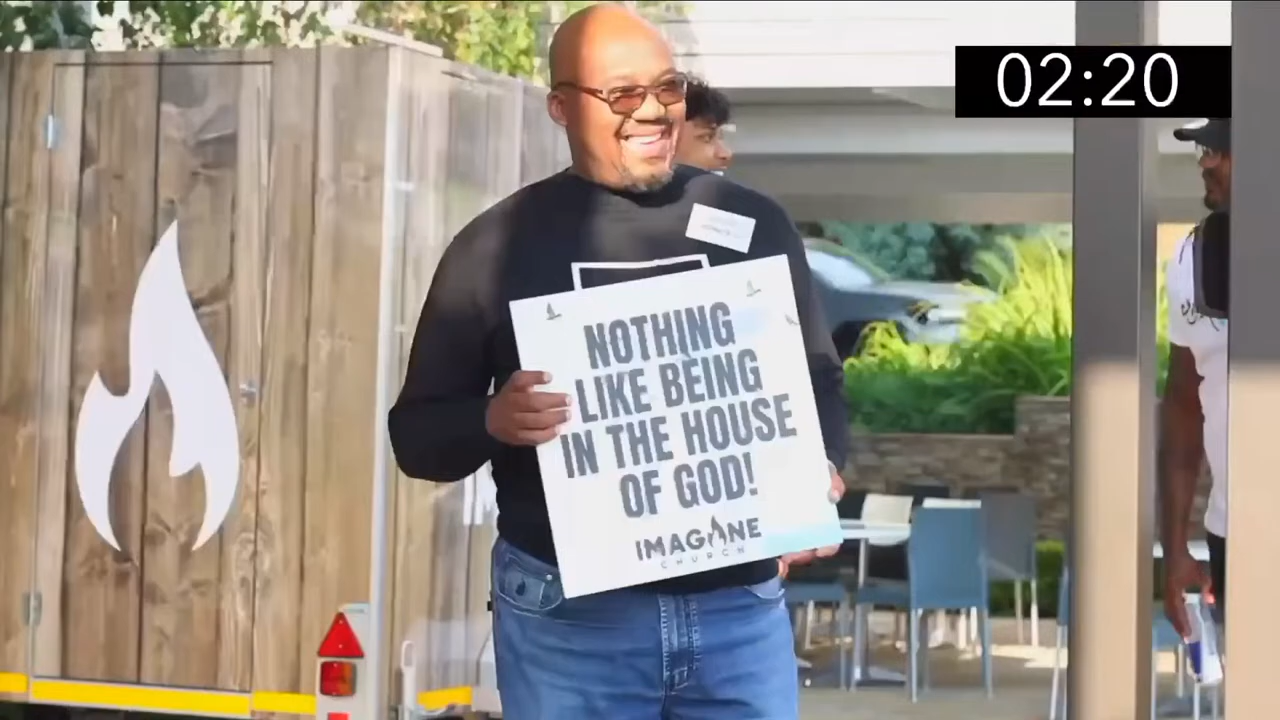 02:20
NOTHING
LIKE BEING
IN THE HOUSE
OF GOD!
IMAGINE
CHURCH